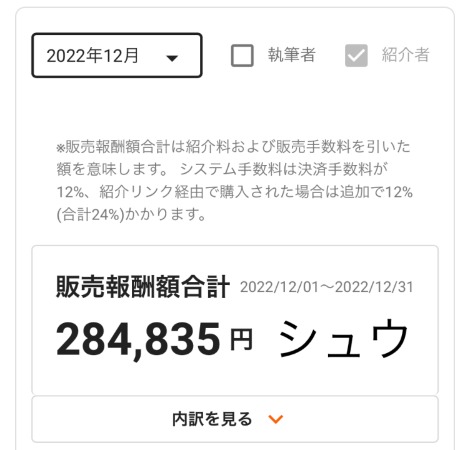 2022年12月
執筆者
紹介者
※販売報酬額合計は紹介料および販売手数料を引いた
額を意味します。 システム手数料は決済手数料が
12%、紹介リンク経由で購入された場合は追加で12%
(合計24%)かかります。
販売報酬額合計 2022/12/01～2022/12/31
284,835 円 シュウ
内訳を見る